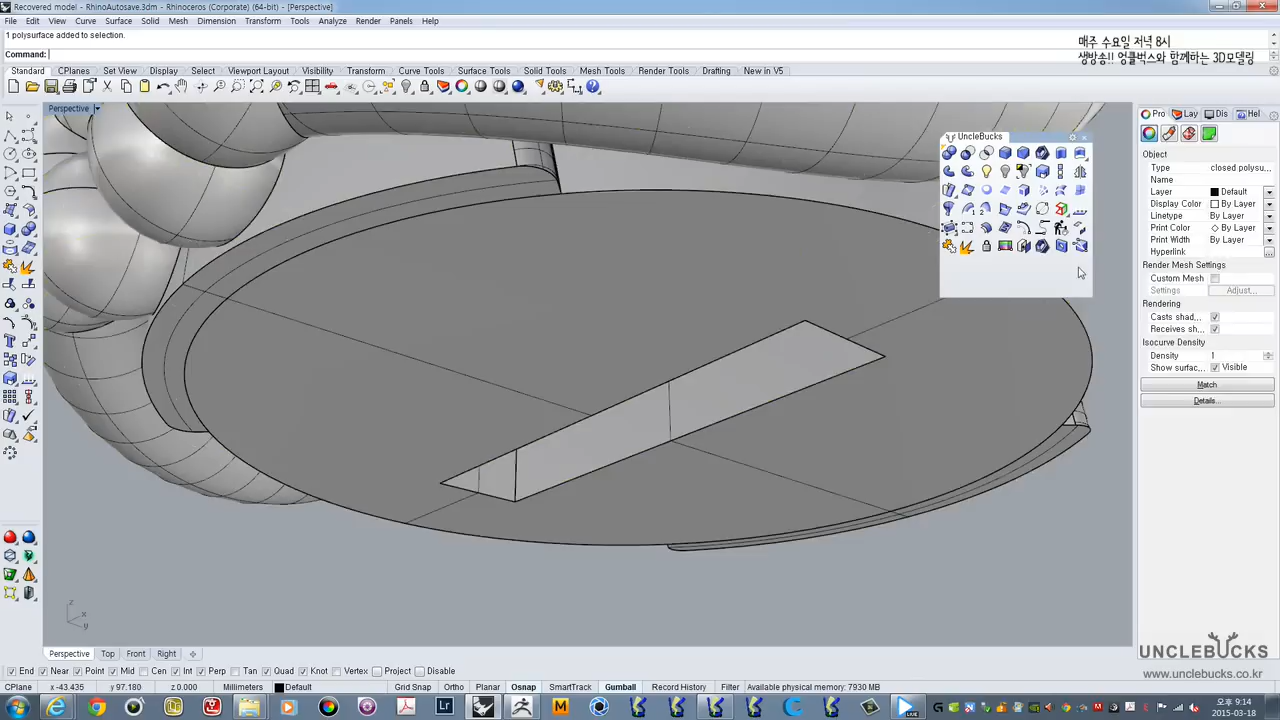 Recovered model - RhinoAutosave.3dm - Rhinoceros (Corporate) (64-bit) - [Perspective]
File Edit View Curve Surface Solid Mesh Dimension Transform Tools Analyze Render Panels Help
1 polysurface added to selection.
Command:
매주 수요일 저녁 8시
생방송!! 엉클벅스와 함께하는 3D모델링
Standard CPlanes Set View Display Select Viewport Layout Visibility Transform Curve Tools Surface Tools Solid Tools Mesh Tools Render Tools Drafting New in V5
Perspective
UncleBucks
Pro Lay Dis Hel
Object
Type closed polysu...
Name
Layer Default
Display Color By Layer
Linetype By Layer
Print Color By Layer
Print Width By Layer
Hyperlink
Render Mesh Settings
Custom Mesh
Settings Adjust...
Rendering
Casts shad...
Receives sh...
Isocurve Density
Density 1
Show surfac... Visible
Match
Details...
z
x
y
Perspective Top Front Right
UNCLEBUCKS
www.unclebucks.co.kr
End Near Point Mid Cen Int Perp Tan Quad Knot Vertex Project Disable
CPlane x -43.435 y 97.180 z 0.000 Millimeters Default Grid Snap Ortho Planar Osnap SmartTrack Gumball Record History Filter Available physical memory: 7930 MB
오후 9:14
2015-03-18